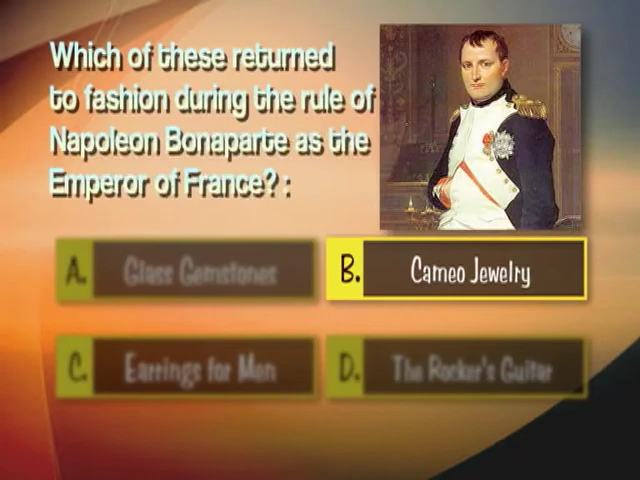 Which of these returned
to fashion during the rule of
Napoleon Bonaparte as the
Emperor of France? :
A. Glass Gemstones
B. Cameo Jewelry
C. Earrings for Men
D. The Rocker's Guitar